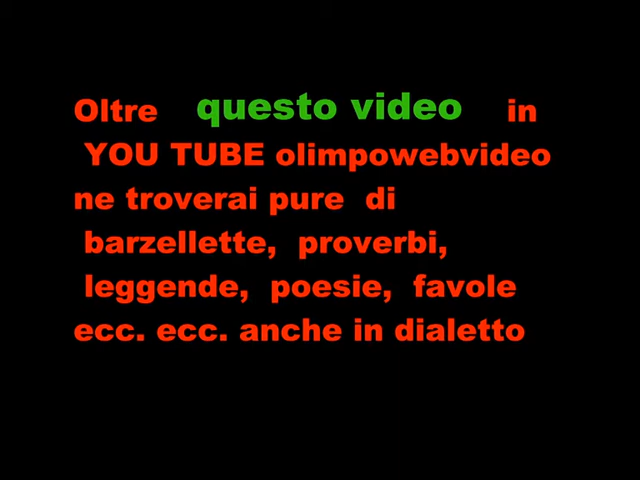 Oltre questo video in
YOU TUBE olimpowebvideo
ne troverai pure di
barzellette, proverbi,
leggende, poesie, favole
ecc. ecc. anche in dialetto